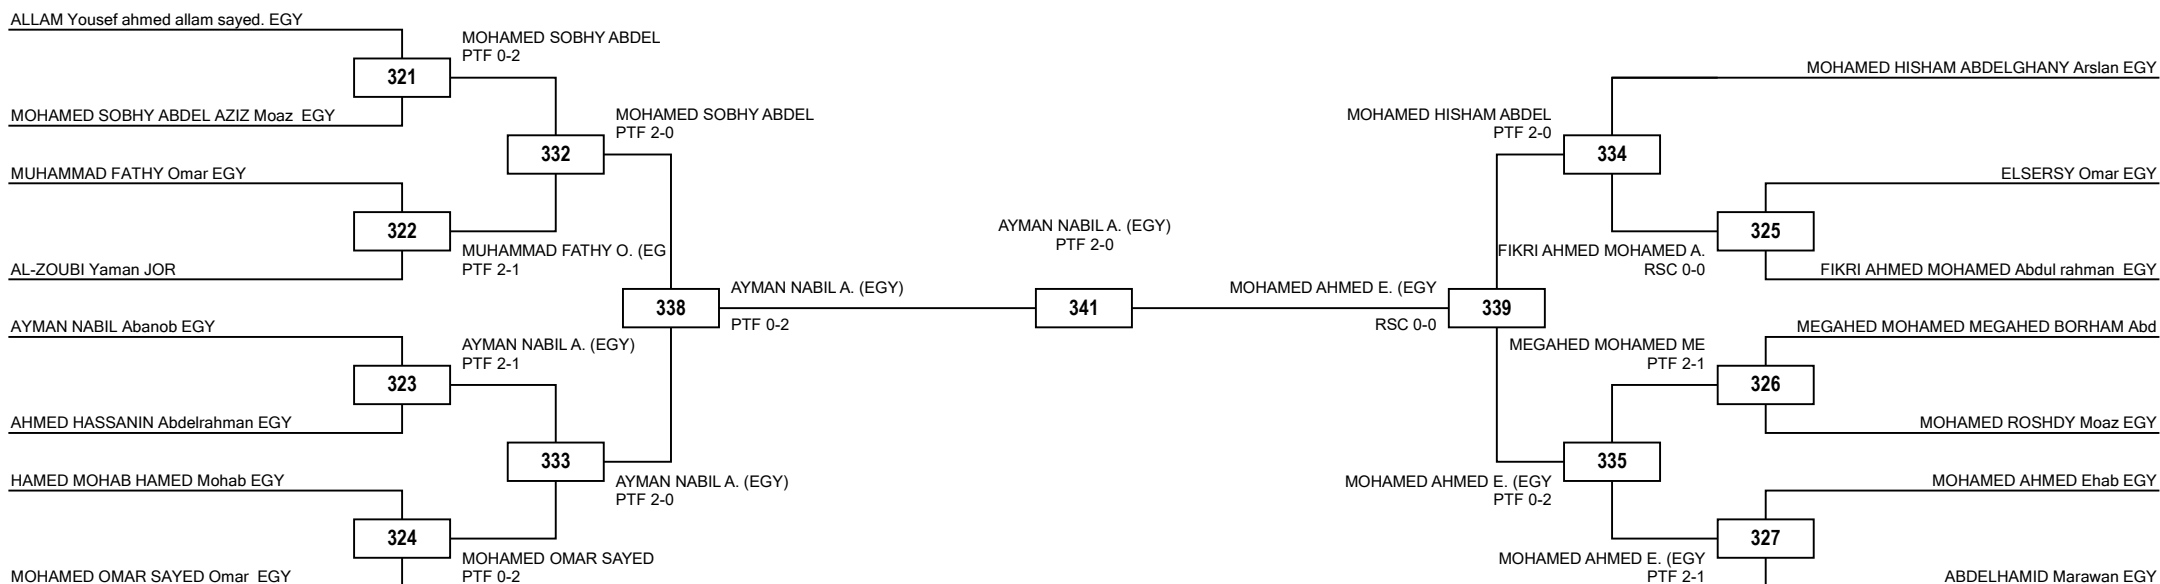 ALLAM Yousef ahmed allam sayed. EGY
MOHAMED SOBHY ABDEL
PTF 0-2
321
MOHAMED SOBHY ABDEL AZIZ Moaz EGY
MOHAMED SOBHY ABDEL
PTF 2-0
332
MUHAMMAD FATHY Omar EGY
322
MUHAMMAD FATHY O. (EG
PTF 2-1
AL-ZOUBI Yaman JOR
338
AYMAN NABIL A. (EGY)
PTF 0-2
AYMAN NABIL Abanob EGY
AYMAN NABIL A. (EGY)
PTF 2-1
323
AHMED HASSANIN Abdelrahman EGY
333
AYMAN NABIL A. (EGY)
PTF 2-0
HAMED MOHAB HAMED Mohab EGY
324
MOHAMED OMAR SAYED
PTF 0-2
MOHAMED OMAR SAYED Omar EGY
AYMAN NABIL A. (EGY)
PTF 2-0
341
MOHAMED HISHAM ABDELGHANY Arslan EGY
MOHAMED HISHAM ABDEL
PTF 2-0
334
ELSERSY Omar EGY
325
FIKRI AHMED MOHAMED A.
RSC 0-0
FIKRI AHMED MOHAMED Abdul rahman EGY
MOHAMED AHMED E. (EGY
RSC 0-0
339
MEGAHED MOHAMED MEGAHED BORHAM Abd
MEGAHED MOHAMED ME
PTF 2-1
326
MOHAMED ROSHDY Moaz EGY
335
MOHAMED AHMED E. (EGY
PTF 0-2
MOHAMED AHMED Ehab EGY
327
MOHAMED AHMED E. (EGY
PTF 2-1
ABDELHAMID Marawan EGY